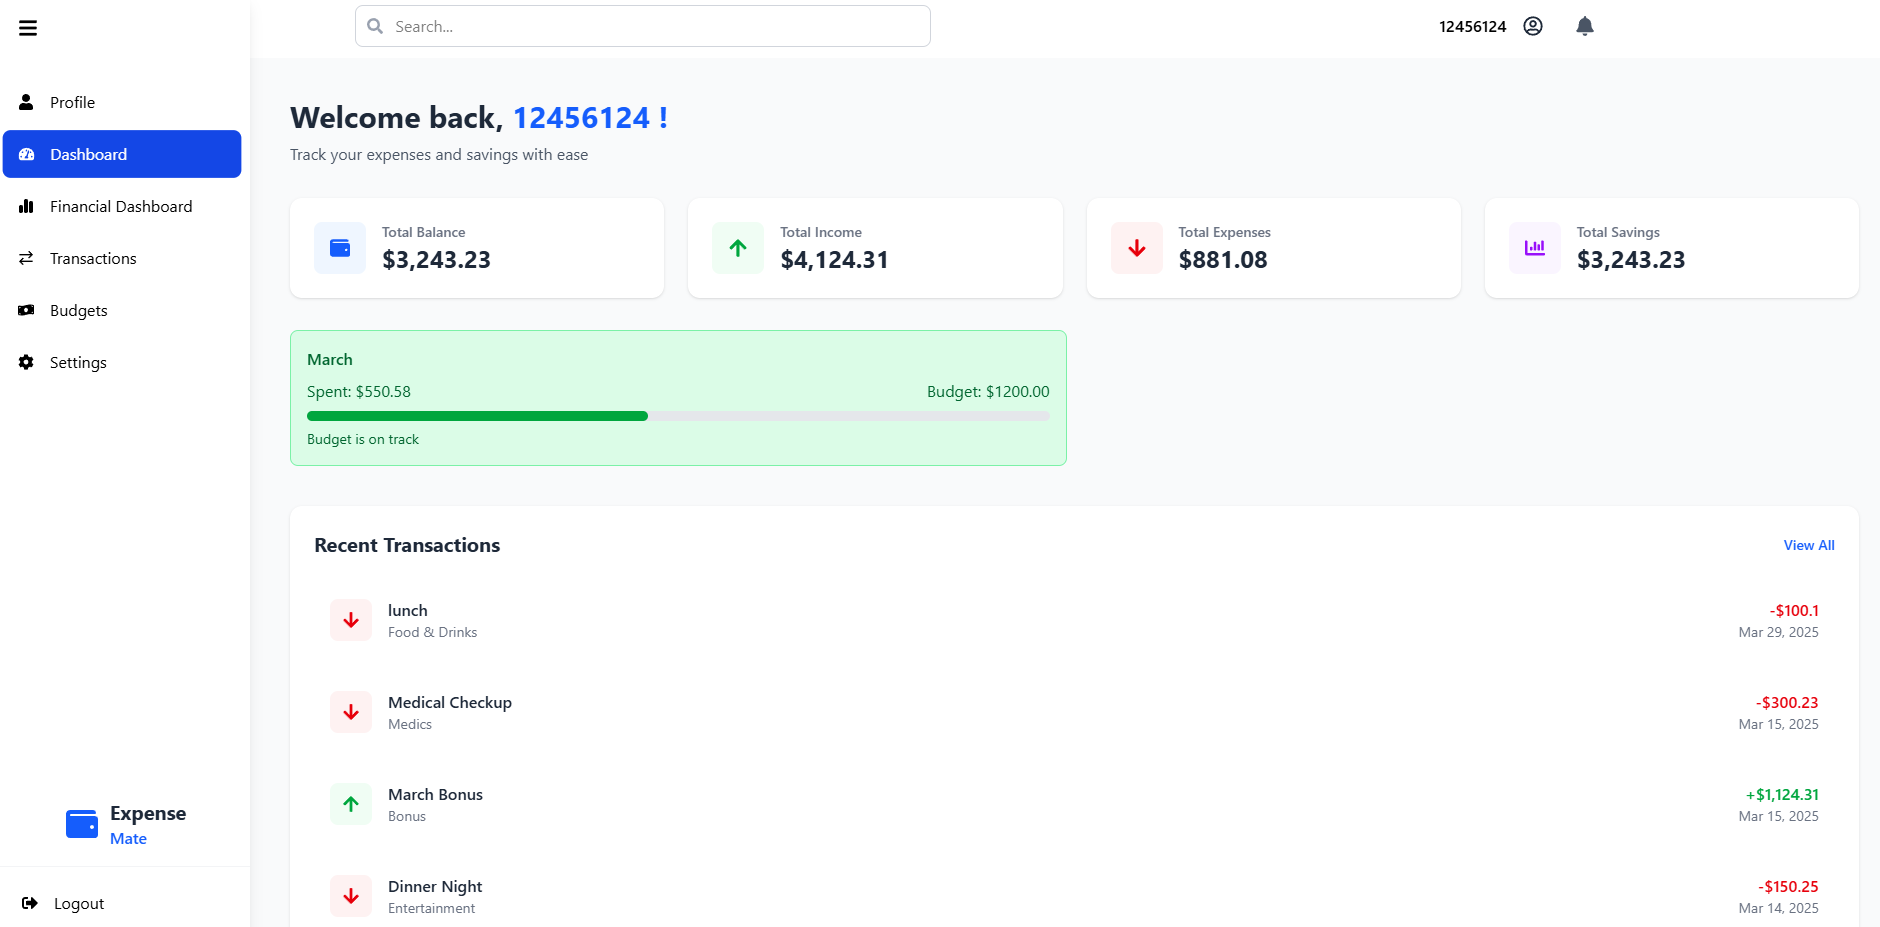 Search...
12456124
Profile
Dashboard
Financial Dashboard
Transactions
Budgets
Settings
Expense
Mate
Logout
Welcome back, 12456124 !
Track your expenses and savings with ease
Total Balance
$3,243.23
Total Income
$4,124.31
Total Expenses
$881.08
Total Savings
$3,243.23
March
Spent: $550.58 Budget: $1200.00
Budget is on track
Recent Transactions View All
lunch -$100.1
Food & Drinks Mar 29, 2025
Medical Checkup -$300.23
Medics Mar 15, 2025
March Bonus +$1,124.31
Bonus Mar 15, 2025
Dinner Night -$150.25
Entertainment Mar 14, 2025